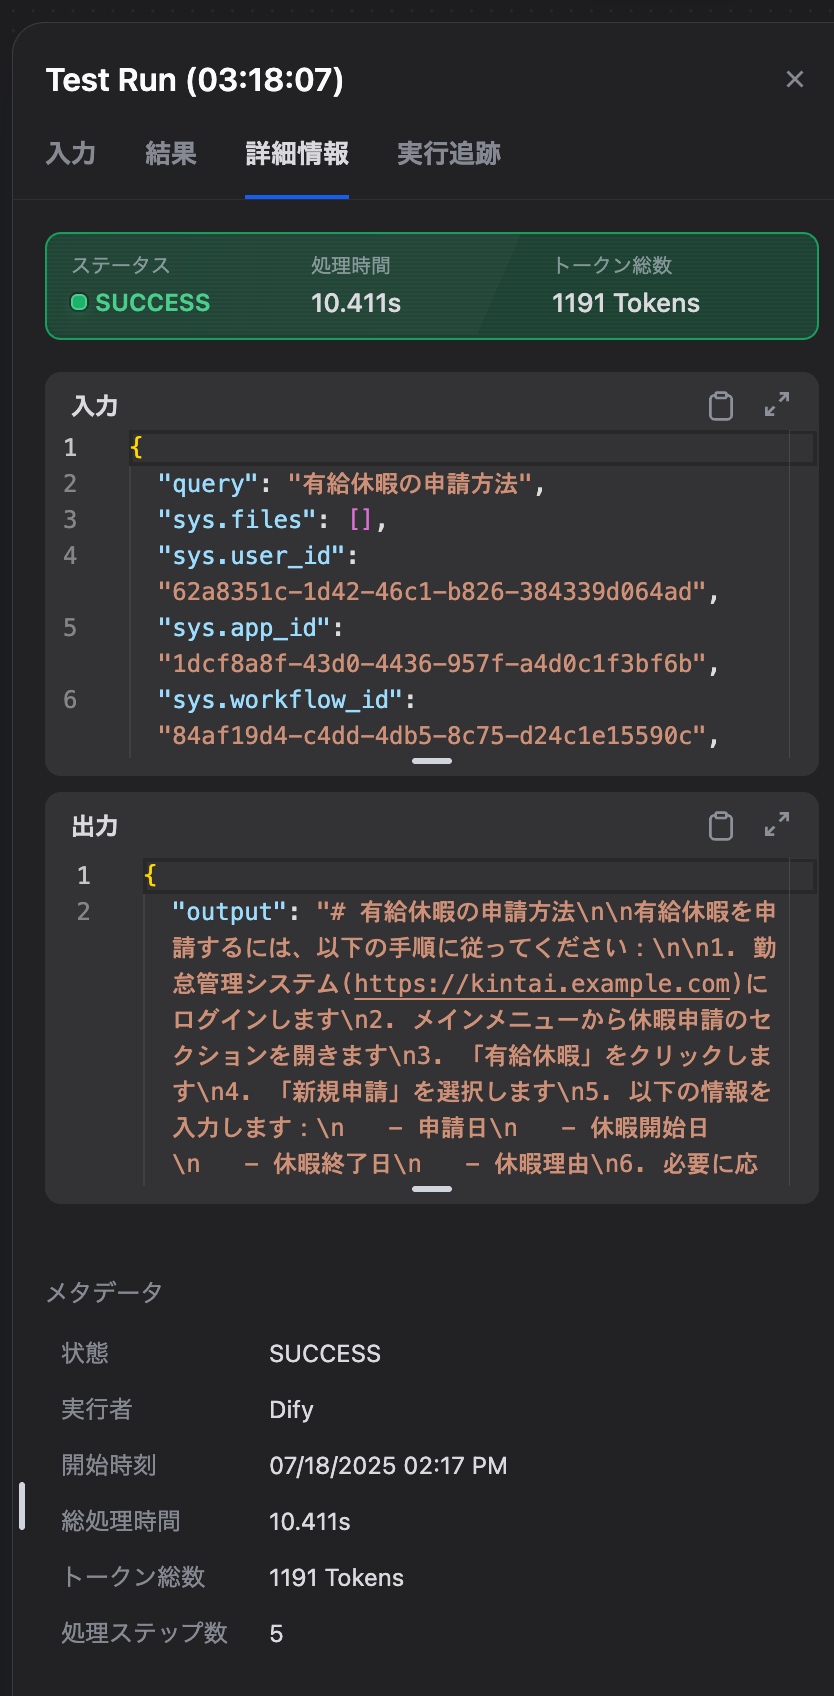 Test Run (03:18:07)
入力 結果 詳細情報 実行追跡
ステータス 処理時間 トークン総数
SUCCESS 10.411s 1191 Tokens
入力
1 {
2 "query": "有給休暇の申請方法",
3 "sys.files": [],
4 "sys.user_id":
"62a8351c-1d42-46c1-b826-384339d064ad",
5 "sys.app_id":
"1dcf8a8f-43d0-4436-957f-a4d0c1f3bf6b",
6 "sys.workflow_id":
"84af19d4-c4dd-4db5-8c75-d24c1e15590c",
出力
1 {
2 "output": "# 有給休暇の申請方法\n\n有給休暇を申
請するには、以下の手順に従ってください：\n\n1. 勤
怠管理システム(https://kintai.example.com)に
ログインします\n2. メインメニューから休暇申請のセ
クションを開きます\n3. 「有給休暇」をクリックしま
す\n4. 「新規申請」を選択します\n5. 以下の情報を
入力します：\n   - 申請日\n   - 休暇開始日
\n   - 休暇終了日\n   - 休暇理由\n6. 必要に応
メタデータ
状態 SUCCESS
実行者 Dify
開始時刻 07/18/2025 02:17 PM
総処理時間 10.411s
トークン総数 1191 Tokens
処理ステップ数 5